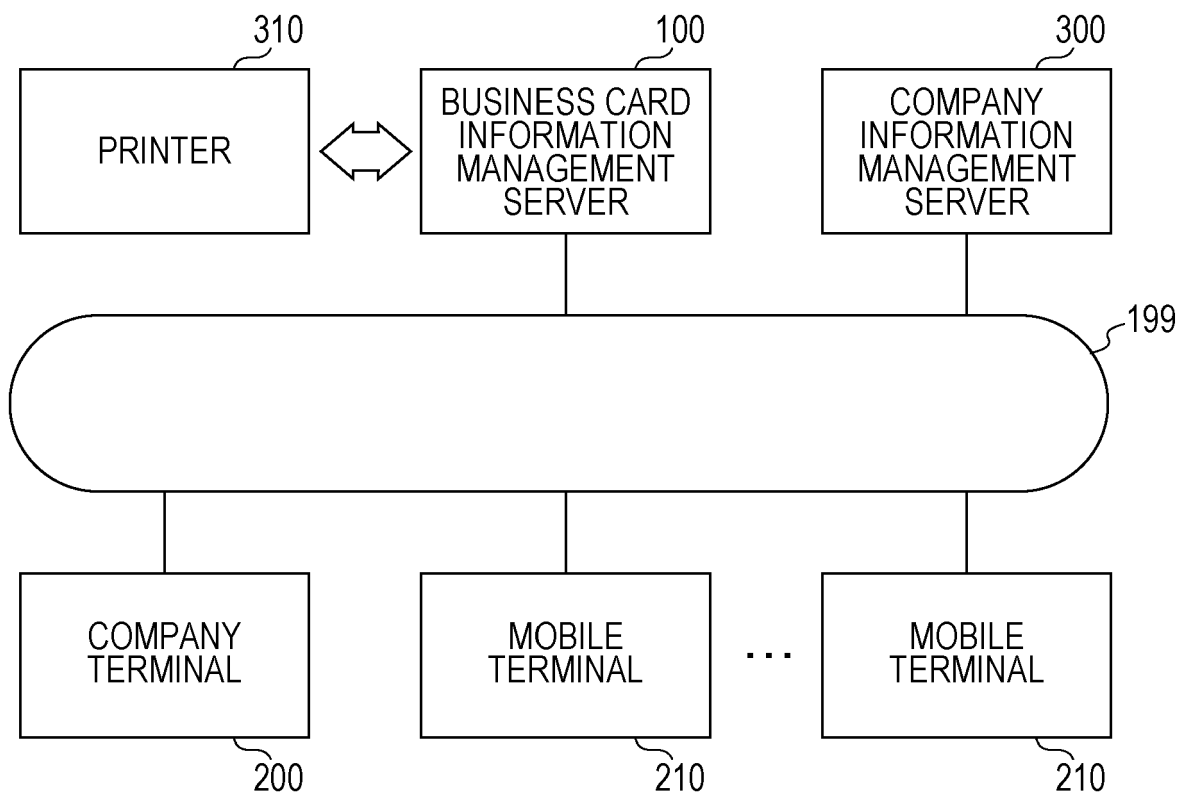 310
100
300
PRINTER
BUSINESS CARD
INFORMATION
MANAGEMENT
SERVER
COMPANY
INFORMATION
MANAGEMENT
SERVER
199
COMPANY
TERMINAL
MOBILE
TERMINAL
...
MOBILE
TERMINAL
200
210
210